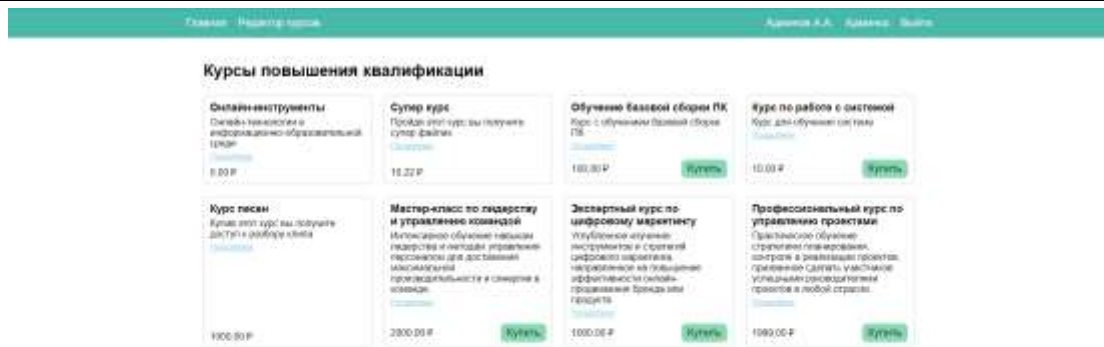 Главная Редактор курсов
Админов А.А. Админка Выйти
Курсы повышения квалификации
Онлайн-инструменты
Онлайн-технологии в
информационно-образовательной
среде
Подробнее
0.00 ₽
Супер курс
Пройдя этот курс вы получите
супер файлик
Подробнее
10.22 ₽
Обучение базовой сборки ПК
Курс с обучением базовой сборки
ПК
Подробнее
100.00 ₽
Купить
Курс по работе с системой
Курс для обучения систему
Подробнее
10.00 ₽
Купить
Курс песен
Купив этот курс вы получите
доступ к разбору клипа
Подробнее
1000.00 ₽
Мастер-класс по лидерству
и управлению командой
Интенсивное обучение навыкам
лидерства и методам управления
персоналом для достижения
максимальной
производительности и синергии в
команде.
Подробнее
2000.00 ₽
Купить
Экспертный курс по
цифровому маркетингу
Углубленное изучение
инструментов и стратегий
цифрового маркетинга,
направленное на повышение
эффективности онлайн-
продвижения бренда или
продукта.
Подробнее
1000.00 ₽
Купить
Профессиональный курс по
управлению проектами
Практическое обучение
стратегиям планирования,
контроля и реализации проектов,
призванное сделать участников
успешными руководителями
проектов в любой отрасли.
Подробнее
1000.00 ₽
Купить